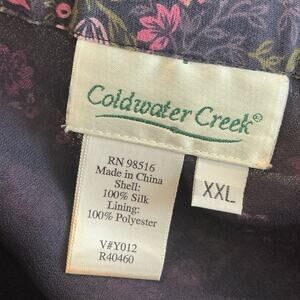 Coldwater Creek®
RN 98516
Made in China
Shell:
100% Silk
Lining:
100% Polyester
V#Y012
R40460
XXL